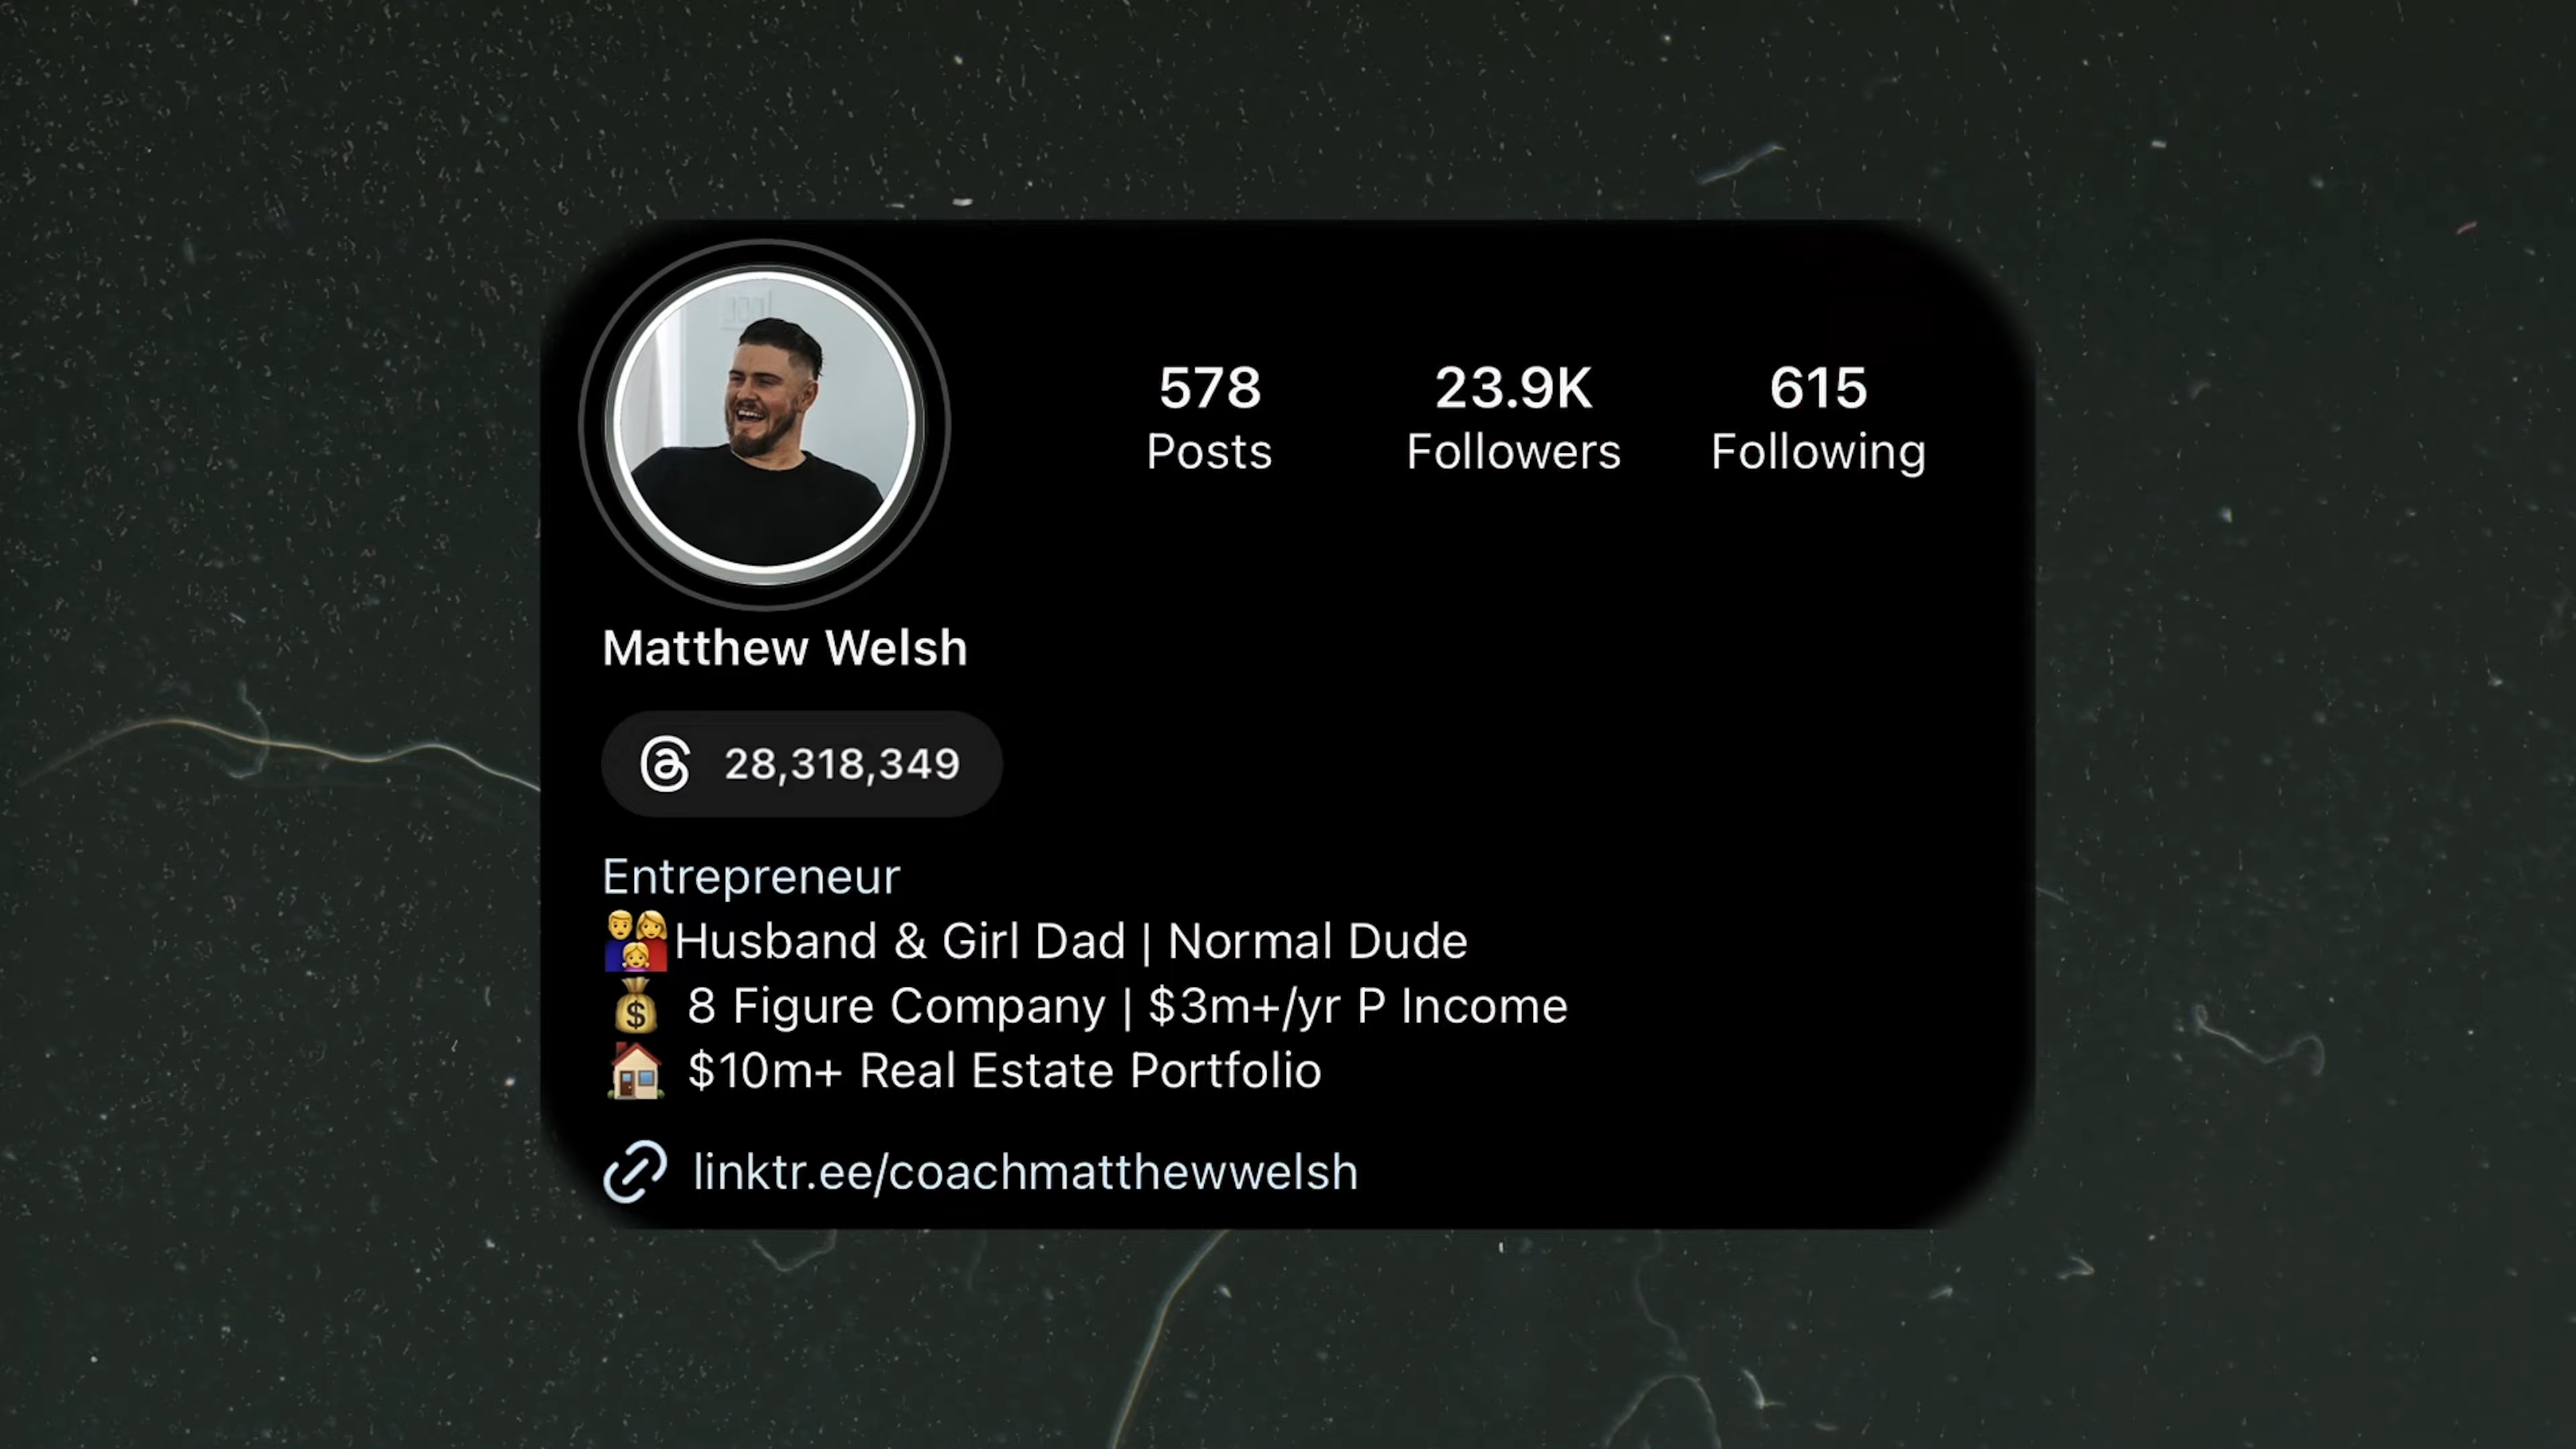 578
Posts
23.9K
Followers
615
Following
Matthew Welsh
28,318,349
Entrepreneur
👨‍👩‍👧Husband & Girl Dad | Normal Dude
💰 8 Figure Company | $3m+/yr P Income
🏠 $10m+ Real Estate Portfolio
linktr.ee/coachmatthewwelsh